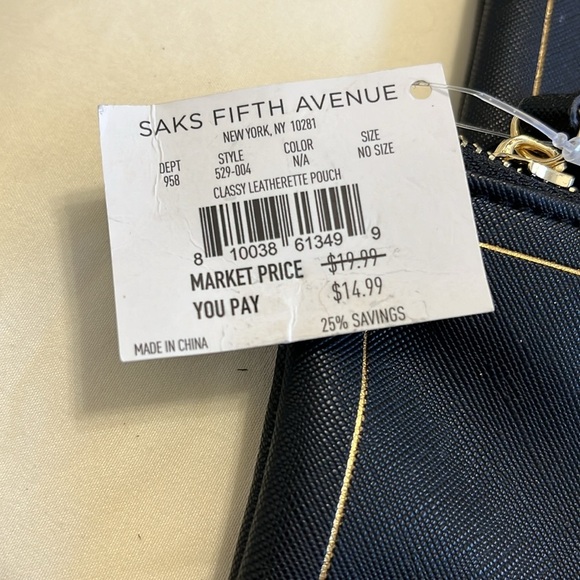 SAKS FIFTH AVENUE
NEW YORK, NY 10281
DEPT STYLE COLOR SIZE
958 529-004 N/A NO SIZE
CLASSY LEATHERETTE POUCH
8 10038 61349 9
MARKET PRICE $19.99
YOU PAY $14.99
25% SAVINGS
MADE IN CHINA